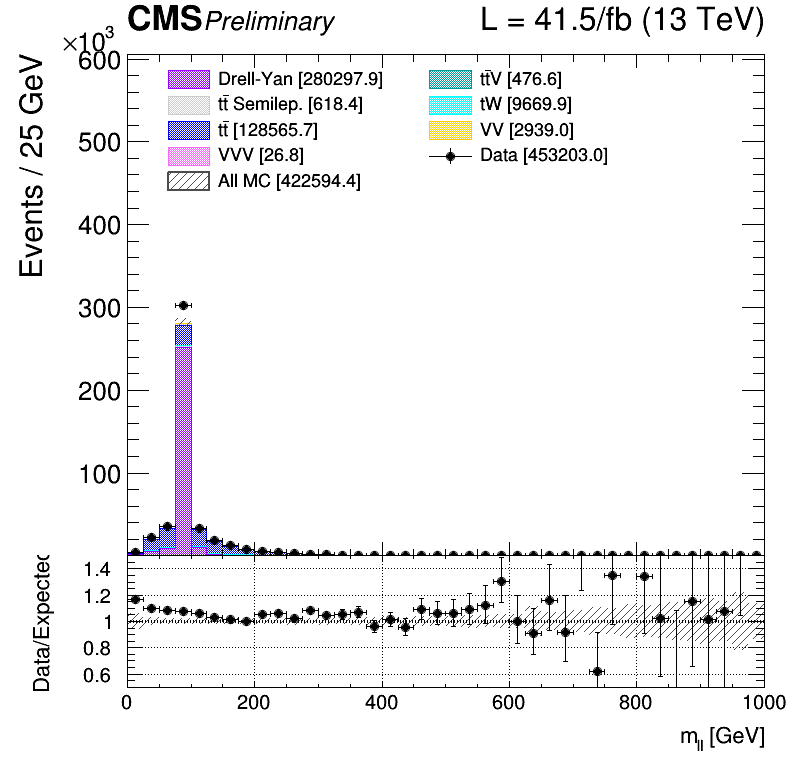 CMS Preliminary L = 41.5/fb (13 TeV)
×10³
Events / 25 GeV
600
500
400
300
200
100
Drell-Yan [280297.9]
tt̄ Semilep. [618.4]
tt̄ [128565.7]
VVV [26.8]
All MC [422594.4]
tt̄V [476.6]
tW [9669.9]
VV [2939.0]
Data [453203.0]
Data/Expected
1.4
1.2
1
0.8
0.6
0 200 400 600 800 1000
m_ll [GeV]